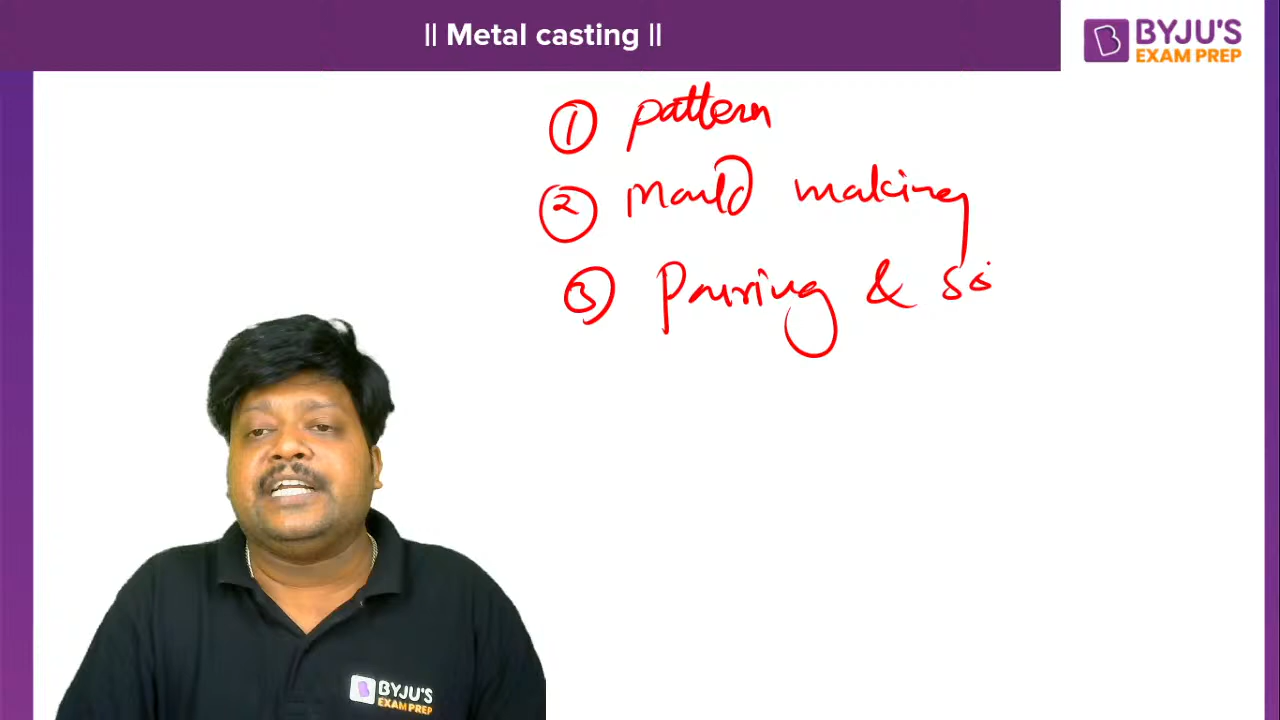 || Metal casting ||
BYJU'S
EXAM PREP
① pattern
② Mould making
③ Pouring & so
BYJU'S
EXAM PREP